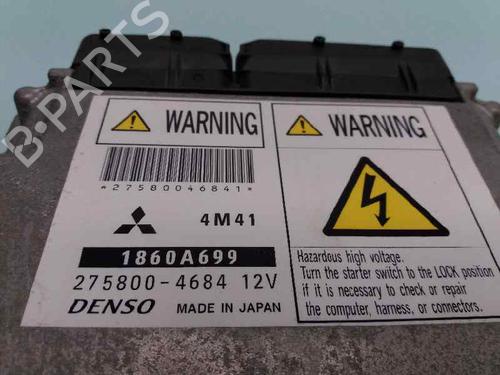 B-PARTS
WARNING
*27580046841*
4M41
1860A699
275800-4684 12V
DENSO MADE IN JAPAN
WARNING
Hazardous high voltage.
Turn the starter switch to the LOCK position
if it is necessary to check or repair
the computer, harness, or connectors.